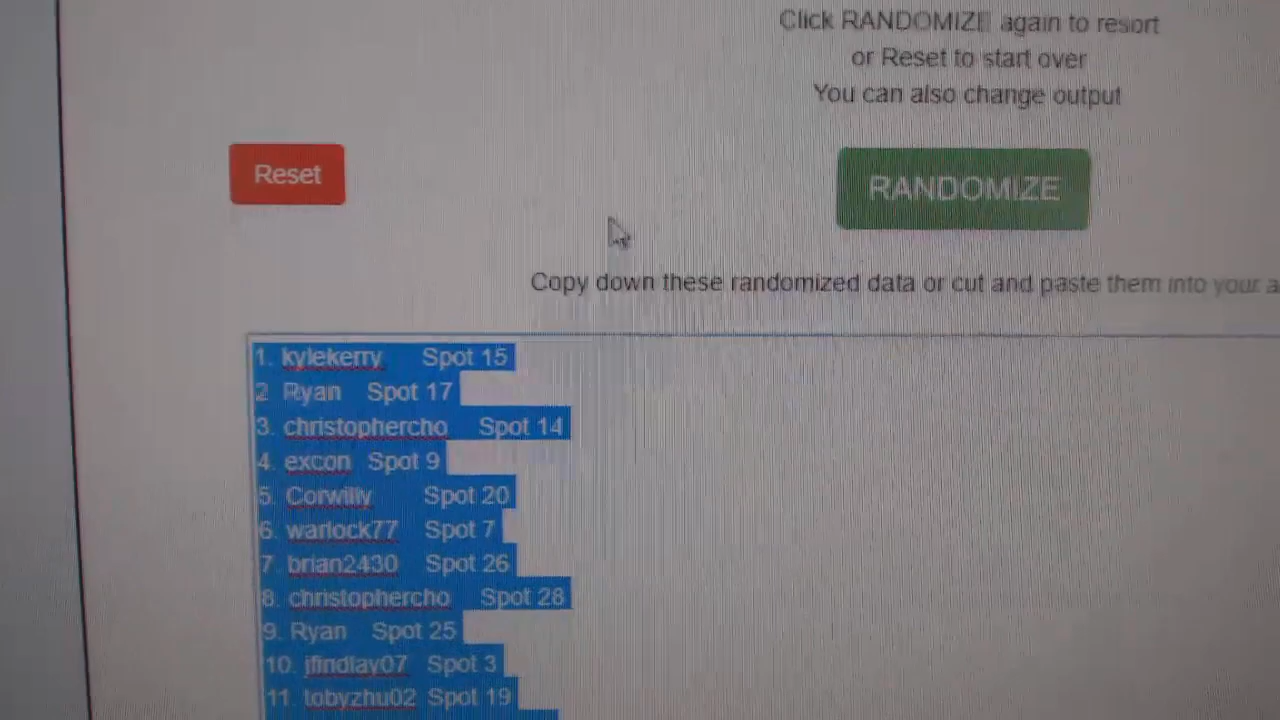 Click RANDOMIZE again to resort
or Reset to start over
You can also change output
Reset
RANDOMIZE
Copy down these randomized data or cut and paste them into your a
1. kylekerry Spot 15
2 Ryan Spot 17
3. christophercho Spot 14
4. excon Spot 9
5. Corwilly Spot 20
6. warlock77 Spot 7
7. brian2430 Spot 26
8. christophercho Spot 28
9. Ryan Spot 25
10. jfindlay07 Spot 3
11. tobyzhu02 Spot 19